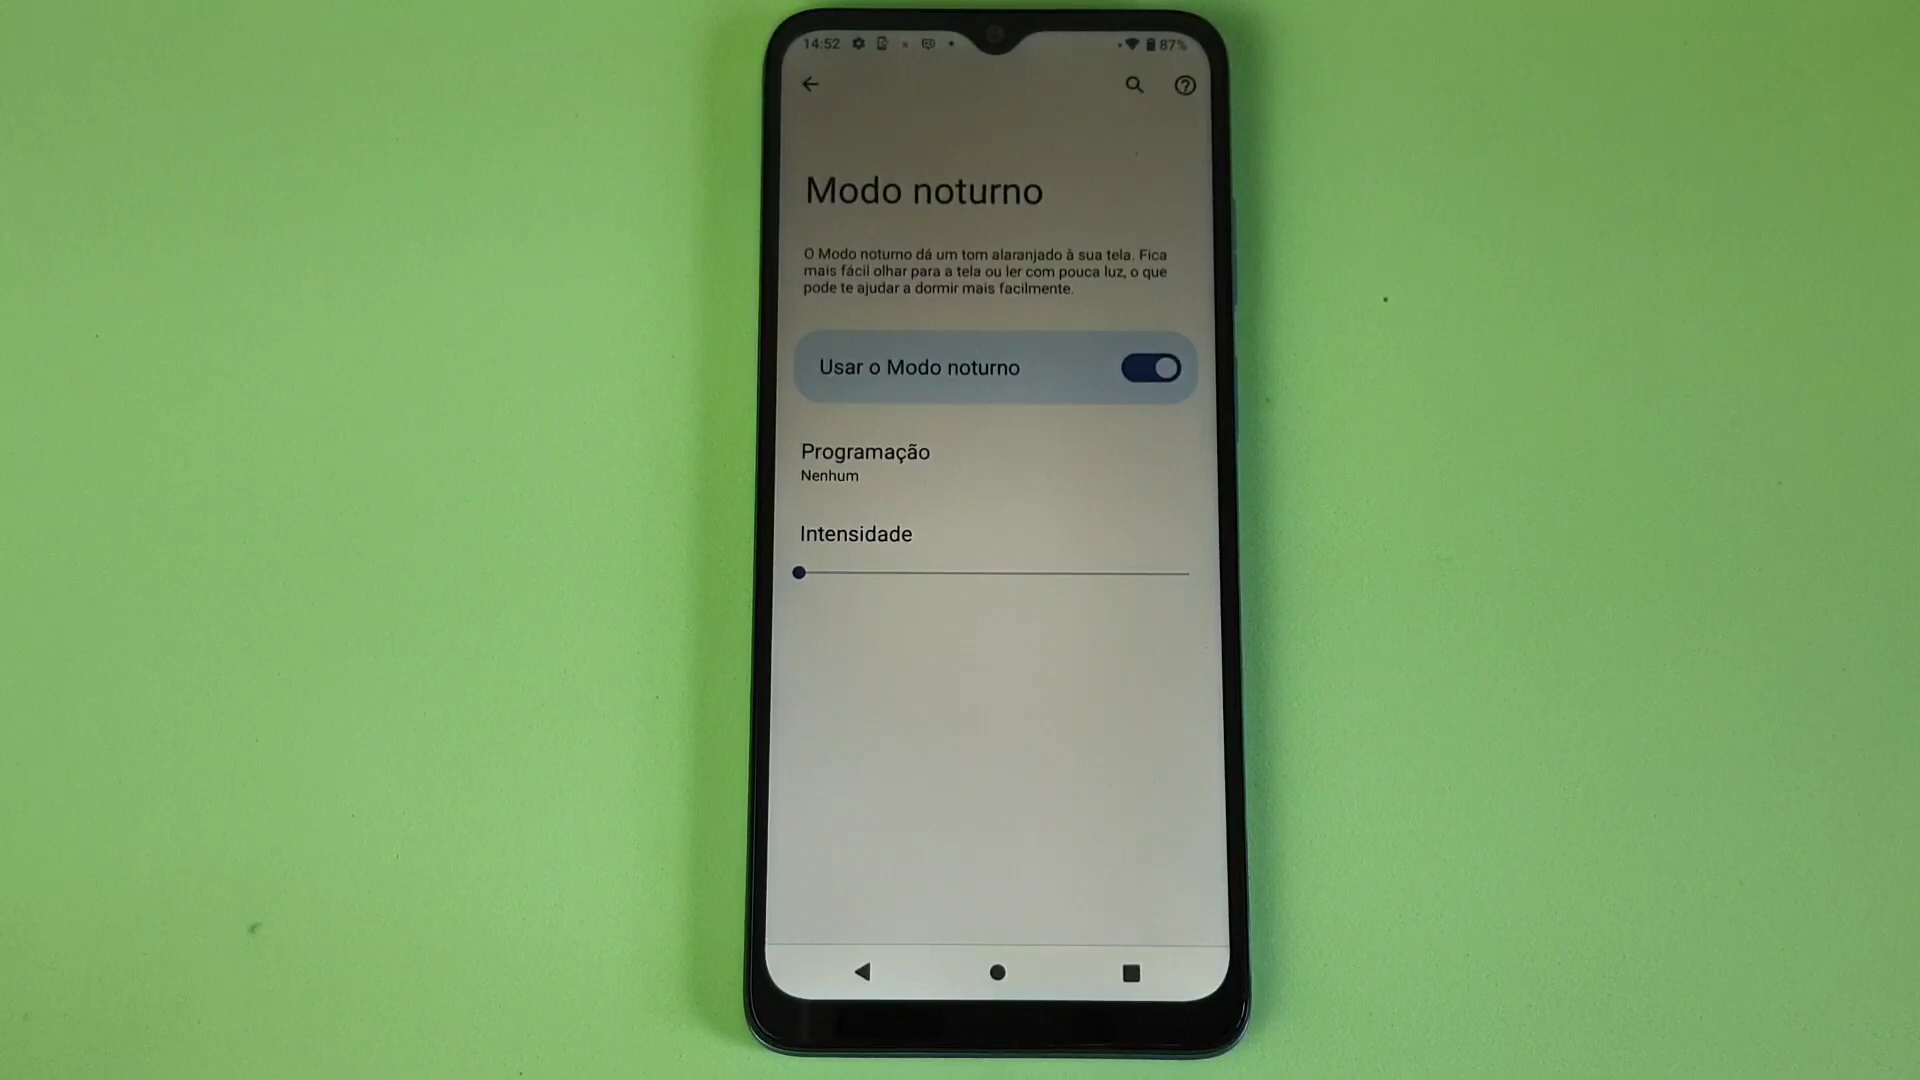 14:52
87%
Modo noturno
O Modo noturno dá um tom alaranjado à sua tela. Fica
mais fácil olhar para a tela ou ler com pouca luz, o que
pode te ajudar a dormir mais facilmente.
Usar o Modo noturno
Programação
Nenhum
Intensidade